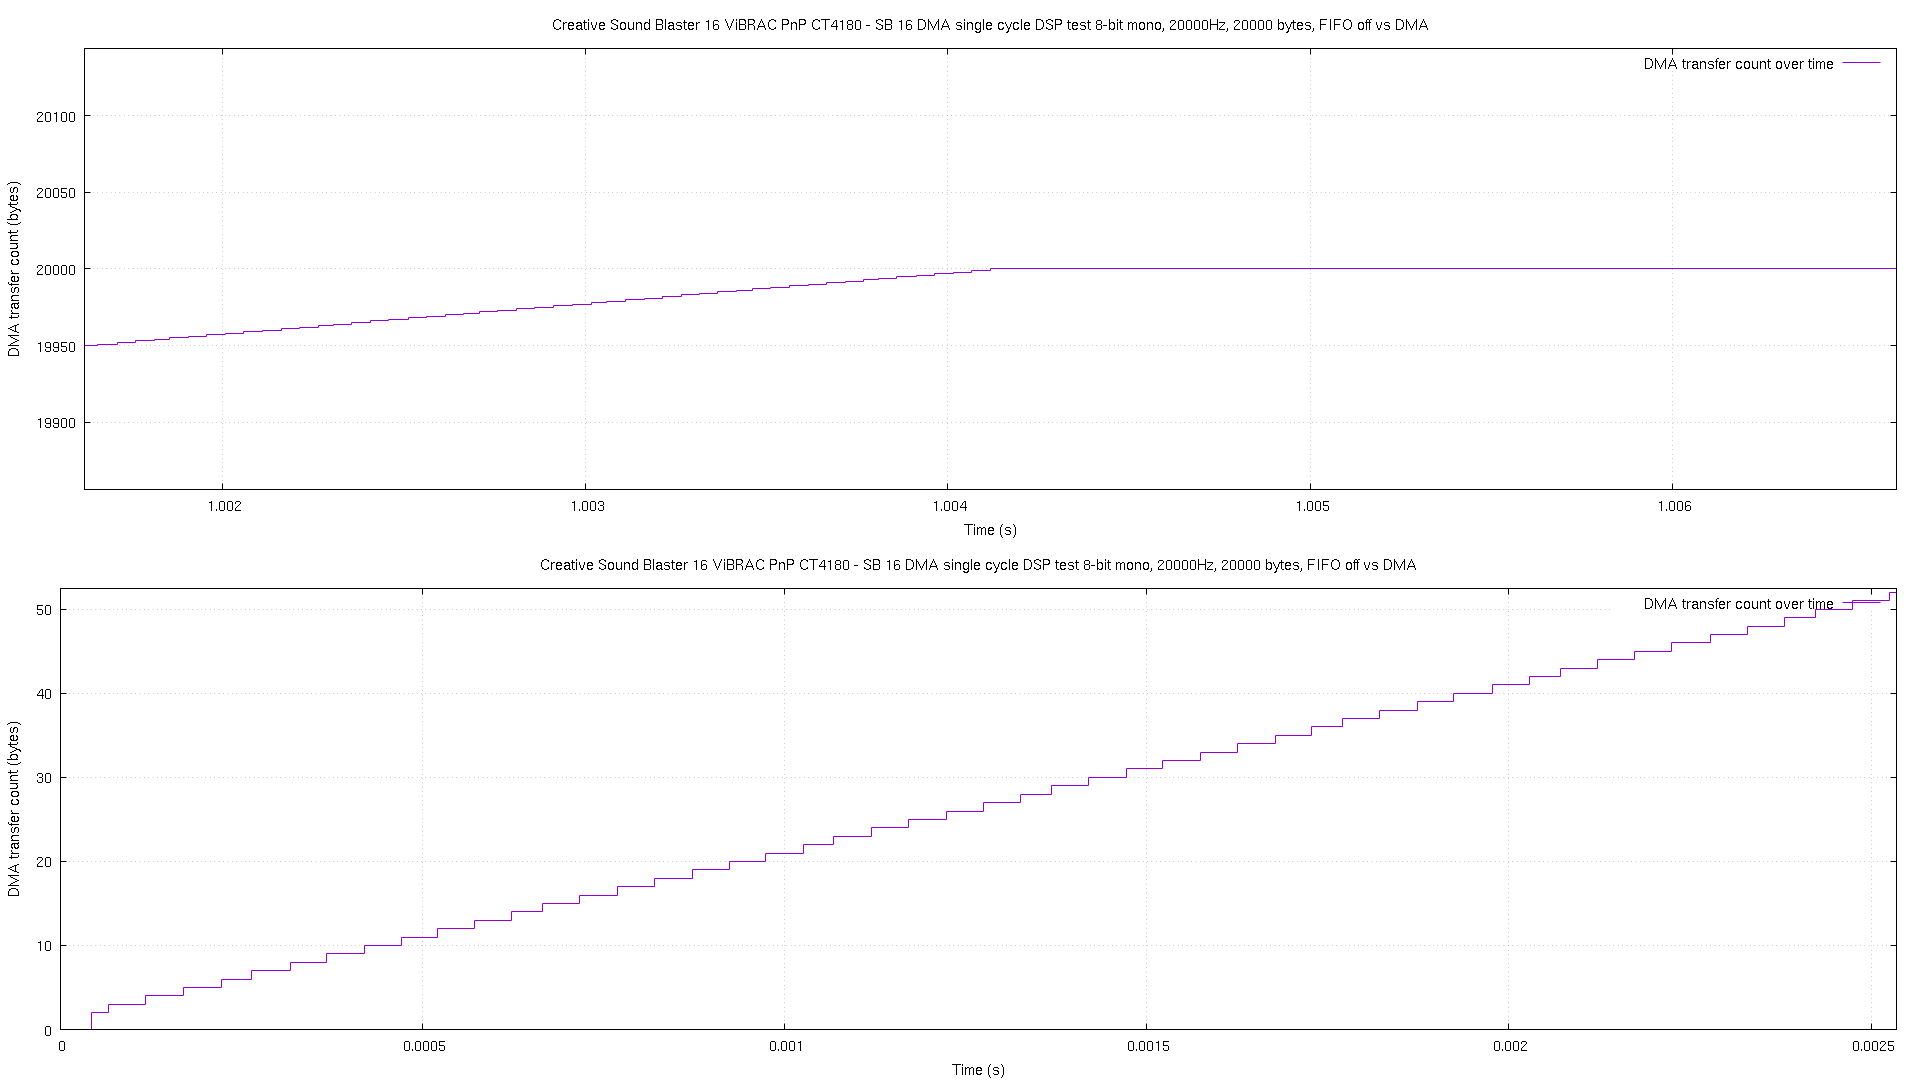 Creative Sound Blaster 16 ViBRAC PnP CT4180 - SB 16 DMA single cycle DSP test 8-bit mono, 20000Hz, 20000 bytes, FIFO off vs DMA
DMA transfer count over time
20100
20050
20000
19950
19900
DMA transfer count (bytes)
1.002 1.003 1.004 1.005 1.006
Time (s)
Creative Sound Blaster 16 ViBRAC PnP CT4180 - SB 16 DMA single cycle DSP test 8-bit mono, 20000Hz, 20000 bytes, FIFO off vs DMA
DMA transfer count over time
50
40
30
20
10
0
DMA transfer count (bytes)
0 0.0005 0.001 0.0015 0.002 0.0025
Time (s)